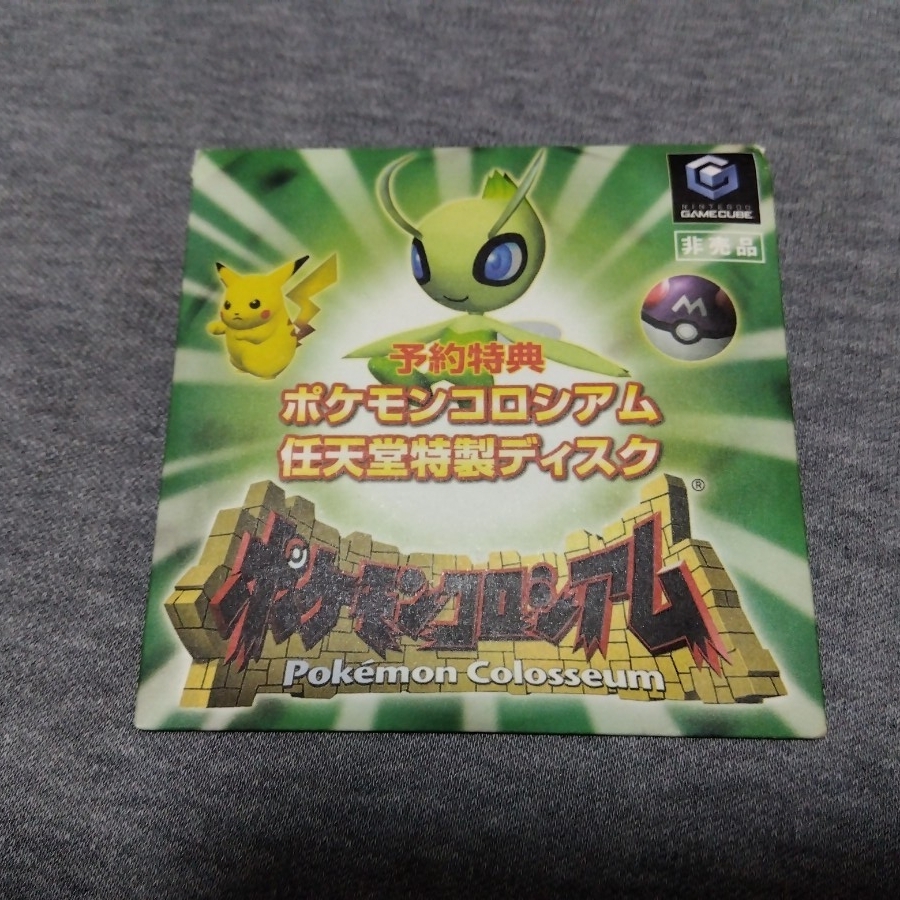 NINTENDO
GAMECUBE
非売品
M
予約特典
ポケモンコロシアム
任天堂特製ディスク
®
ポケモンコロシアム
Pokémon Colosseum